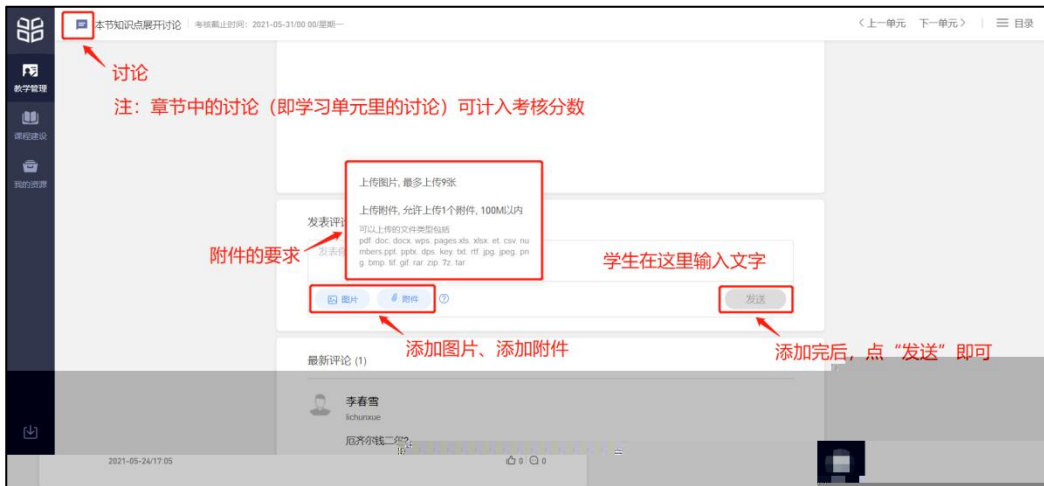 本节知识点展开讨论 考核截止时间：2021-05-31/00:00/星期一
〈上一单元 下一单元〉 目录
教学管理
课程建设
我的资源
讨论
注：章节中的讨论（即学习单元里的讨论）可计入考核分数
上传图片, 最多上传9张
上传附件, 允许上传1个附件, 100M以内
可以上传的文件类型包括
pdf doc. docx. wps. pages.xls. xlsx. et. csv. nu
mbers.ppt. pptx. dps. key. txt. rtf. jpg. jpeg. pn
g. bmp. tif. gif. rar. zip. 7z. tar
发表评
附件的要求
学生在这里输入文字
图片 附件
发送
添加图片、添加附件
添加完后，点“发送”即可
最新评论 (1)
李春雪
lichunxue
2021-05-24/17:05
0 0